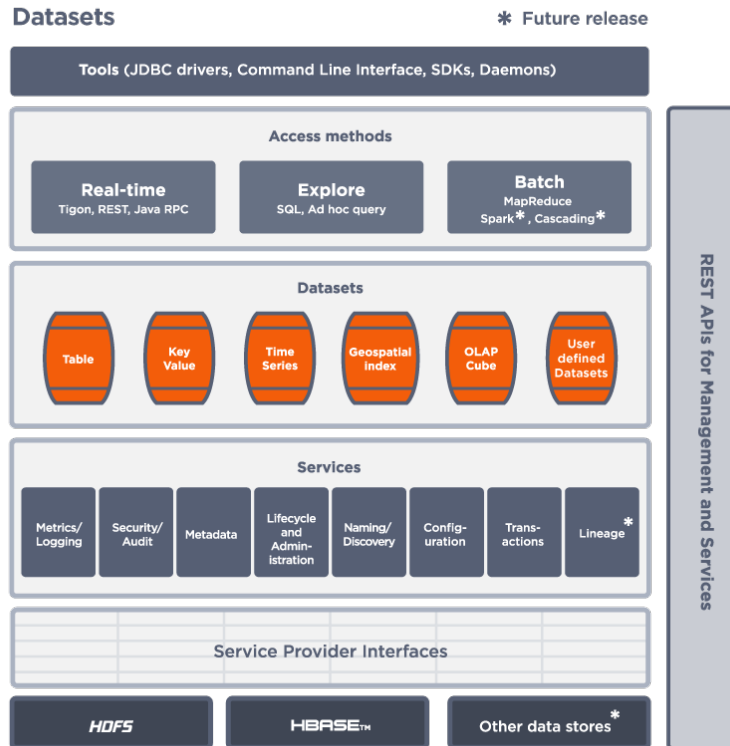 Datasets
* Future release
Tools (JDBC drivers, Command Line Interface, SDKs, Daemons)
Access methods
Real-time
Tigon, REST, Java RPC
Explore
SQL, Ad hoc query
Batch
MapReduce
Spark*, Cascading*
Datasets
Table
Key
Value
Time
Series
Geospatial
index
OLAP
Cube
User
defined
Datasets
Services
Metrics/
Logging
Security/
Audit
Metadata
Lifecycle
and
Admin-
istration
Naming/
Discovery
Config-
uration
Trans-
actions
Lineage*
Service Provider Interfaces
HDFS
HBASE™
Other data stores*
REST APIs for Management and Services